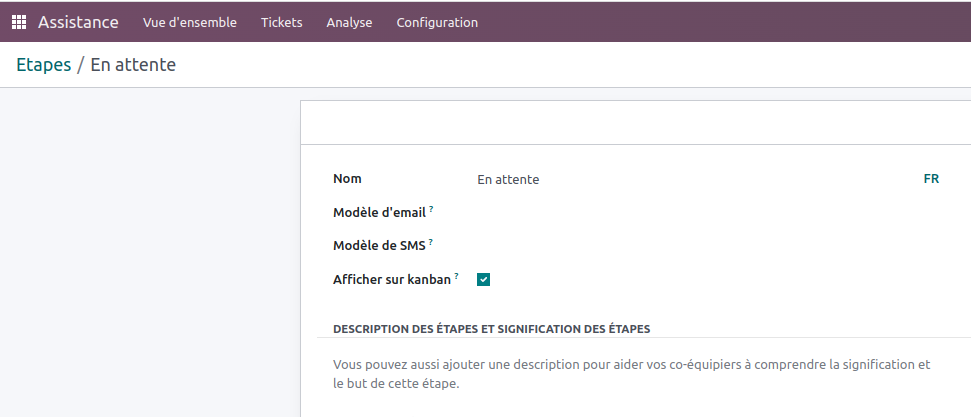 Assistance Vue d'ensemble Tickets Analyse Configuration
Etapes / En attente
Nom En attente FR
Modèle d'email ?
Modèle de SMS ?
Afficher sur kanban ?
DESCRIPTION DES ÉTAPES ET SIGNIFICATION DES ÉTAPES
Vous pouvez aussi ajouter une description pour aider vos co-équipiers à comprendre la signification et
le but de cette étape.